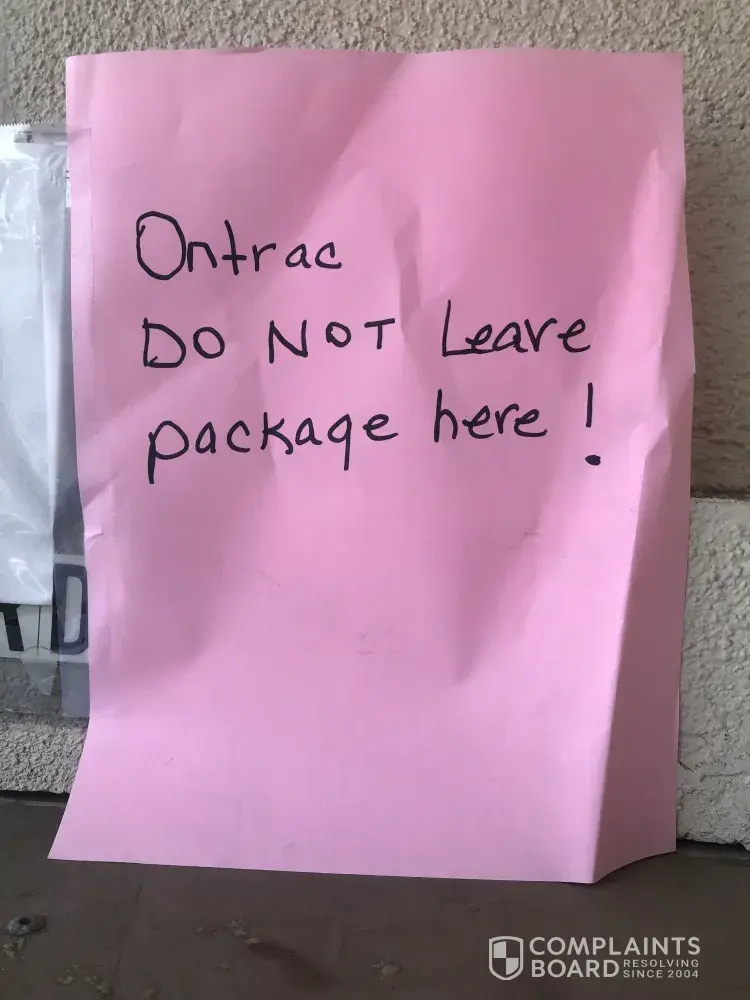 Ontrac
DO NOT Leave
package here !
D
COMPLAINTS
BOARD RESOLVING
SINCE 2004